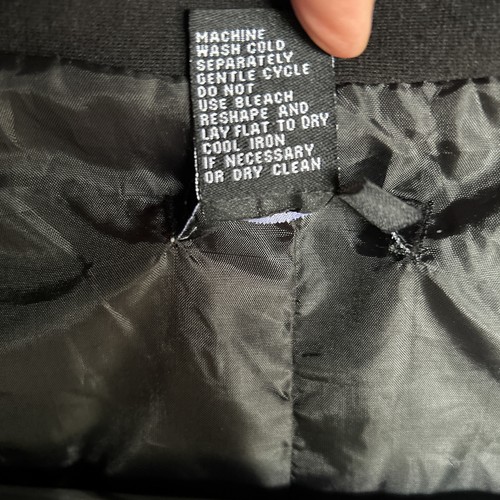 MACHINE
WASH COLD
SEPARATELY
GENTLE CYCLE
DO NOT
USE BLEACH
RESHAPE AND
LAY FLAT TO DRY
COOL IRON
IF NECESSARY
OR DRY CLEAN